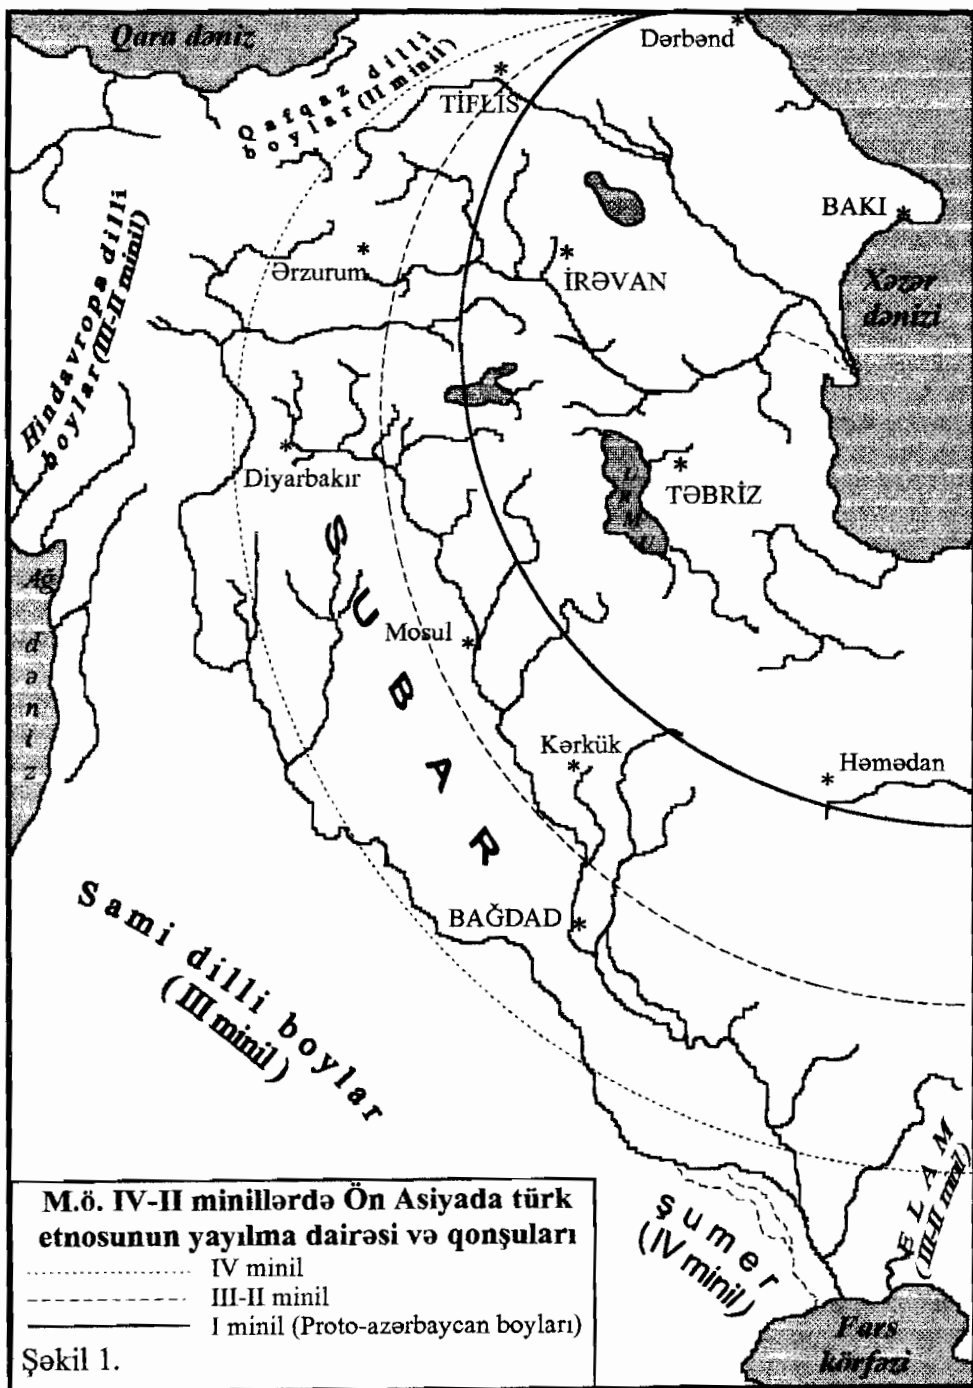 Qara dəniz
Qafqaz dilli
boylar (II minil)
Dərbənd
TİFLİS
BAKI
Hindavropa dilli
boylar (III-II minil)
Ərzurum
İRƏVAN
Xəzər
dənizi
Diyarbakır
URMU
TƏBRİZ
SUBAR
Ağ dəniz
Mosul
Kərkük
Həmədan
BAĞDAD
Sami dilli boylar
(III minil)
ELAM
(III-II minil)
Şumer
(IV minil)
Fars
körfəzi
M.ö. IV-II minillərdə Ön Asiyada türk
etnosunun yayılma dairəsi və qonşuları
IV minil
III-II minil
I minil (Proto-azərbaycan boyları)
Şəkil 1.